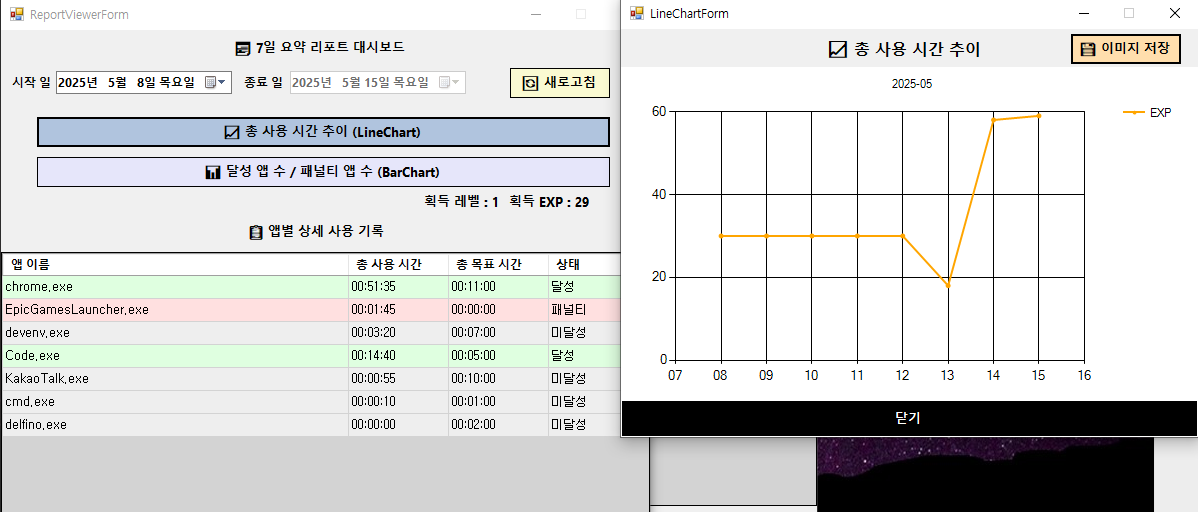 ReportViewerForm
7일 요약 리포트 대시보드
시작 일 2025년 5월 8일 목요일 종료 일 2025년 5월 15일 목요일 새로고침
총 사용 시간 추이 (LineChart)
달성 앱 수 / 패널티 앱 수 (BarChart)
획득 레벨 : 1 획득 EXP : 29
앱별 상세 사용 기록
앱 이름 총 사용 시간 총 목표 시간 상태
chrome.exe 00:51:35 00:11:00 달성
EpicGamesLauncher.exe 00:01:45 00:00:00 패널티
devenv.exe 00:03:20 00:07:00 미달성
Code.exe 00:14:40 00:05:00 달성
KakaoTalk.exe 00:00:55 00:10:00 미달성
cmd.exe 00:00:10 00:01:00 미달성
delfino.exe 00:00:00 00:02:00 미달성
LineChartForm
총 사용 시간 추이 이미지 저장
2025-05
60
40
20
0
07 08 09 10 11 12 13 14 15 16
EXP
닫기